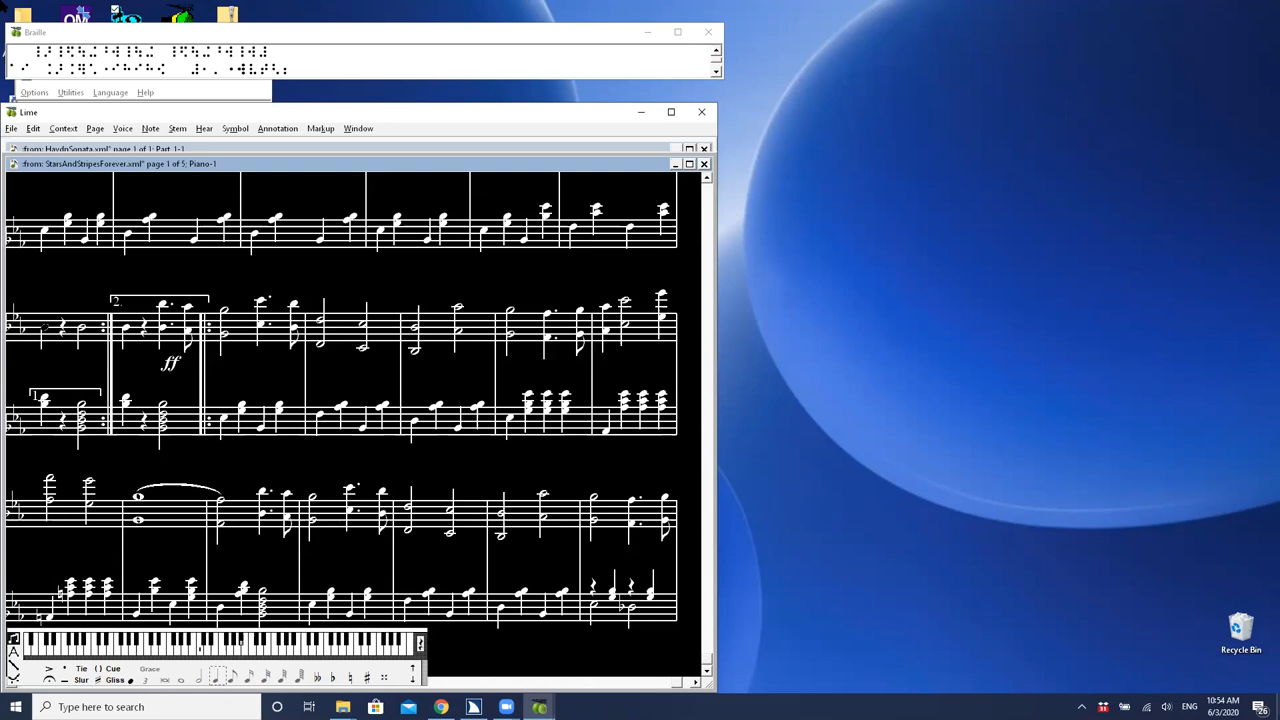 Braille
Options Utilities Language Help
Lime
File Edit Context Page Voice Note Stem Hear Symbol Annotation Markup Window
:from: HaydnSonata.xml* page 1 of 1; Part 1-1
:from: StarsAndStripesForever.xml* page 1 of 5; Piano-1
2.
ff
1.
Tie ( ) Cue Grace
Slur Gliss
Recycle Bin
Type here to search
ENG
10:54 AM
6/3/2020
26